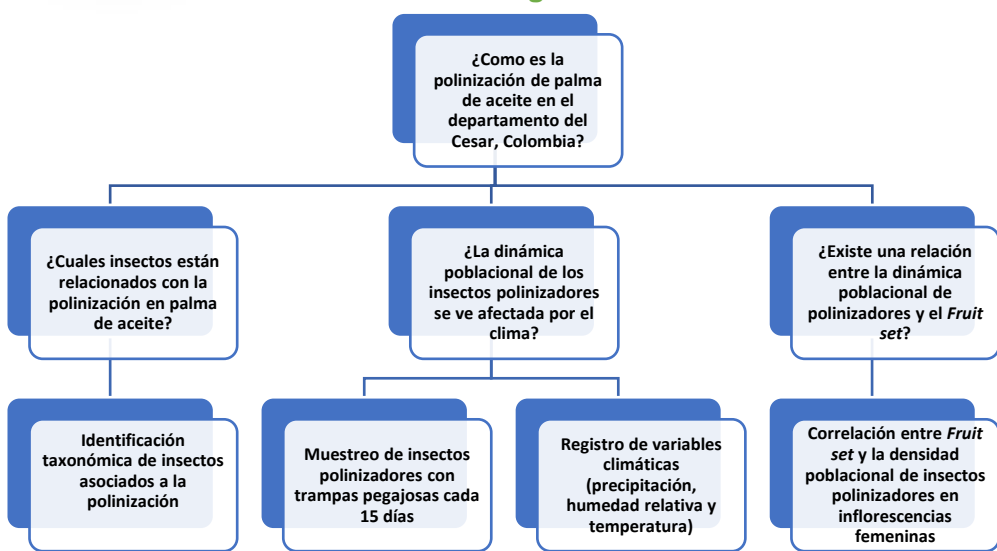 ¿Como es la
polinización de palma
de aceite en el
departamento del
Cesar, Colombia?
¿Cuales insectos están
relacionados con la
polinización en palma
de aceite?
¿La dinámica
poblacional de los
insectos polinizadores
se ve afectada por el
clima?
¿Existe una relación
entre la dinámica
poblacional de
polinizadores y el Fruit
set?
Identificación
taxonómica de insectos
asociados a la
polinización
Muestreo de insectos
polinizadores con
trampas pegajosas cada
15 días
Registro de variables
climáticas
(precipitación,
humedad relativa y
temperatura)
Correlación entre Fruit
set y la densidad
poblacional de insectos
polinizadores en
inflorescencias
femeninas